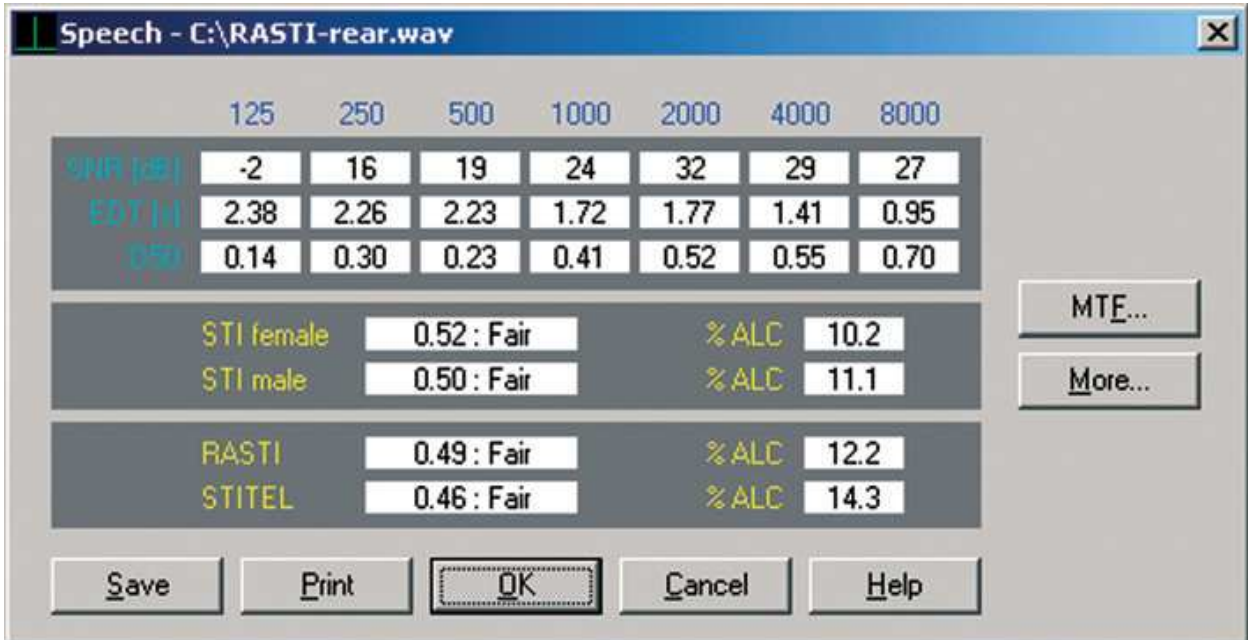 Speech - C:\RASTI-rear.wav
125 250 500 1000 2000 4000 8000
SNR [dB] -2 16 19 24 32 29 27
EDT [s] 2.38 2.26 2.23 1.72 1.77 1.41 0.95
D50 0.14 0.30 0.23 0.41 0.52 0.55 0.70
MTF...
STI female 0.52 : Fair % ALC 10.2
STI male 0.50 : Fair % ALC 11.1
More...
RASTI 0.49 : Fair % ALC 12.2
STITEL 0.46 : Fair % ALC 14.3
Save Print OK Cancel Help